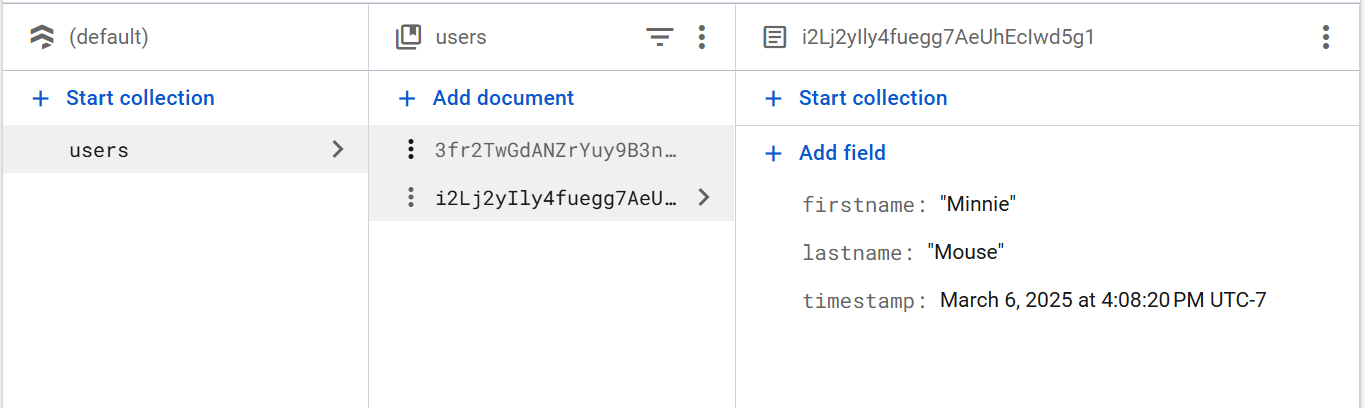 (default)
users
i2Lj2yIly4fuegg7AeUhEcIwd5g1
+ Start collection
+ Add document
+ Start collection
users
3fr2TwGdANZrYuy9B3n…
i2Lj2yIly4fuegg7AeU…
+ Add field
firstname: "Minnie"
lastname: "Mouse"
timestamp: March 6, 2025 at 4:08:20 PM UTC-7